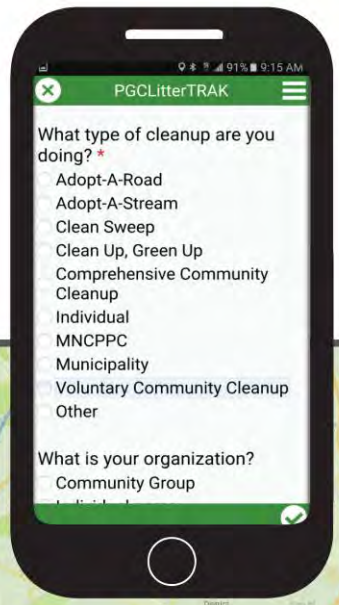 91% 9:15 AM
PGCLitterTRAK
What type of cleanup are you
doing? *
Adopt-A-Road
Adopt-A-Stream
Clean Sweep
Clean Up, Green Up
Comprehensive Community
Cleanup
Individual
MNCPPC
Municipality
Voluntary Community Cleanup
Other
What is your organization?
Community Group